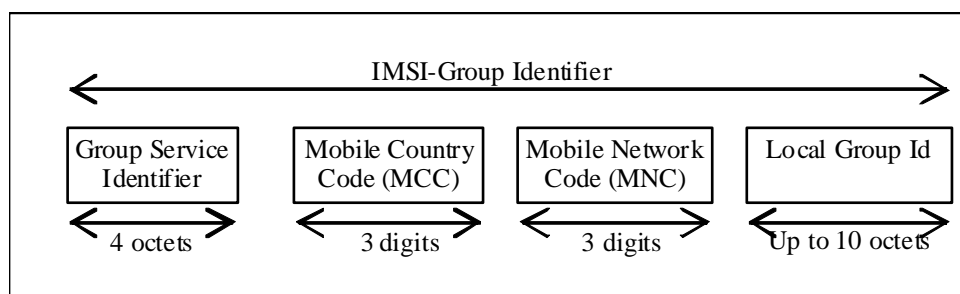 IMSI-Group Identifier
Group Service
Identifier
Mobile Country
Code (MCC)
Mobile Network
Code (MNC)
Local Group Id
4 octets
3 digits
3 digits
Up to 10 octets